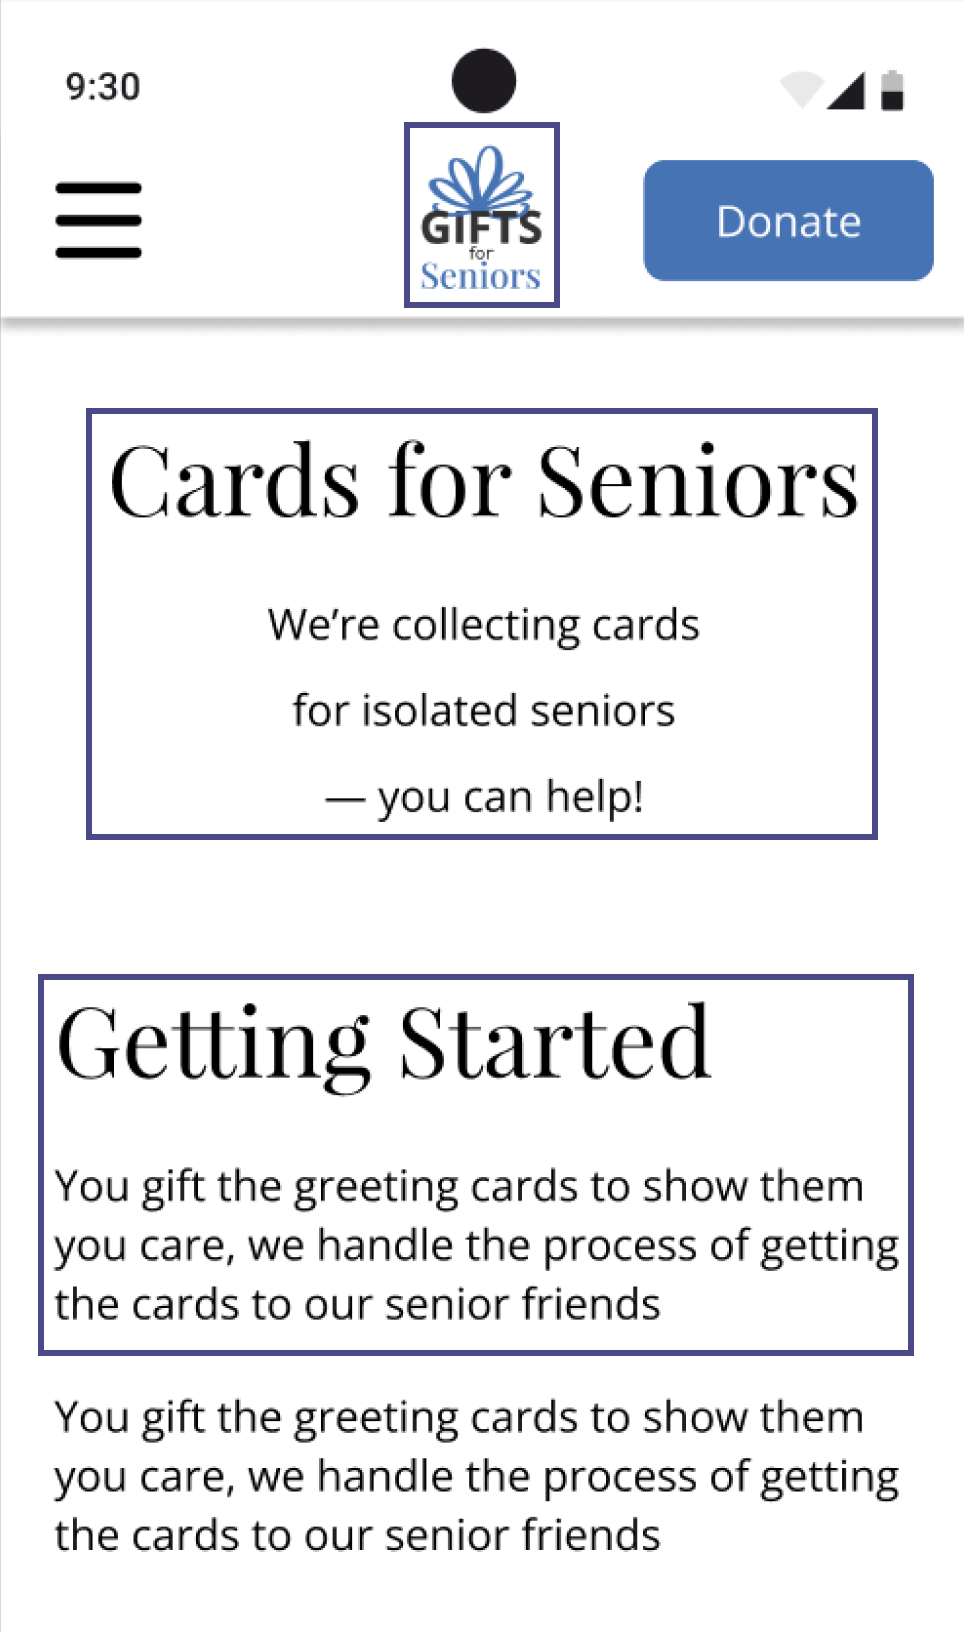 9:30
GIFTS
for
Seniors
Donate
Cards for Seniors
We’re collecting cards
for isolated seniors
— you can help!
Getting Started
You gift the greeting cards to show them
you care, we handle the process of getting
the cards to our senior friends
You gift the greeting cards to show them
you care, we handle the process of getting
the cards to our senior friends